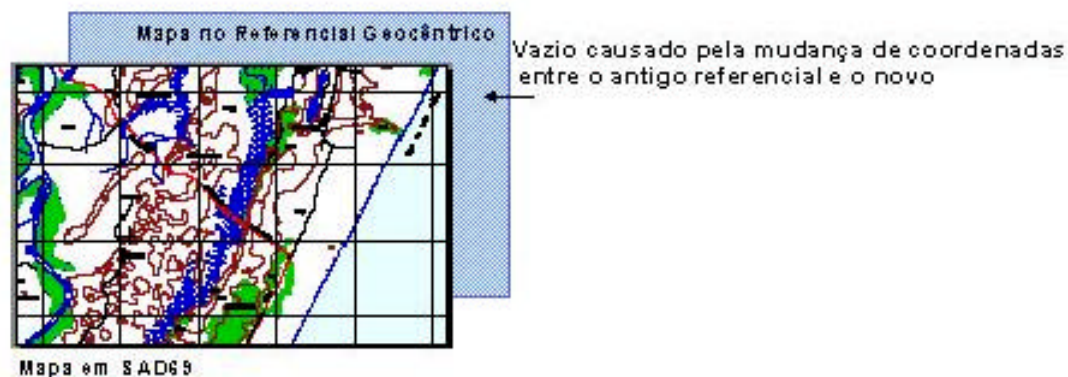 Mapa no Referencial Geocêntrico
Vazio causado pela mudança de coordenadas
entre o antigo referencial e o novo
Mapa em SAD69